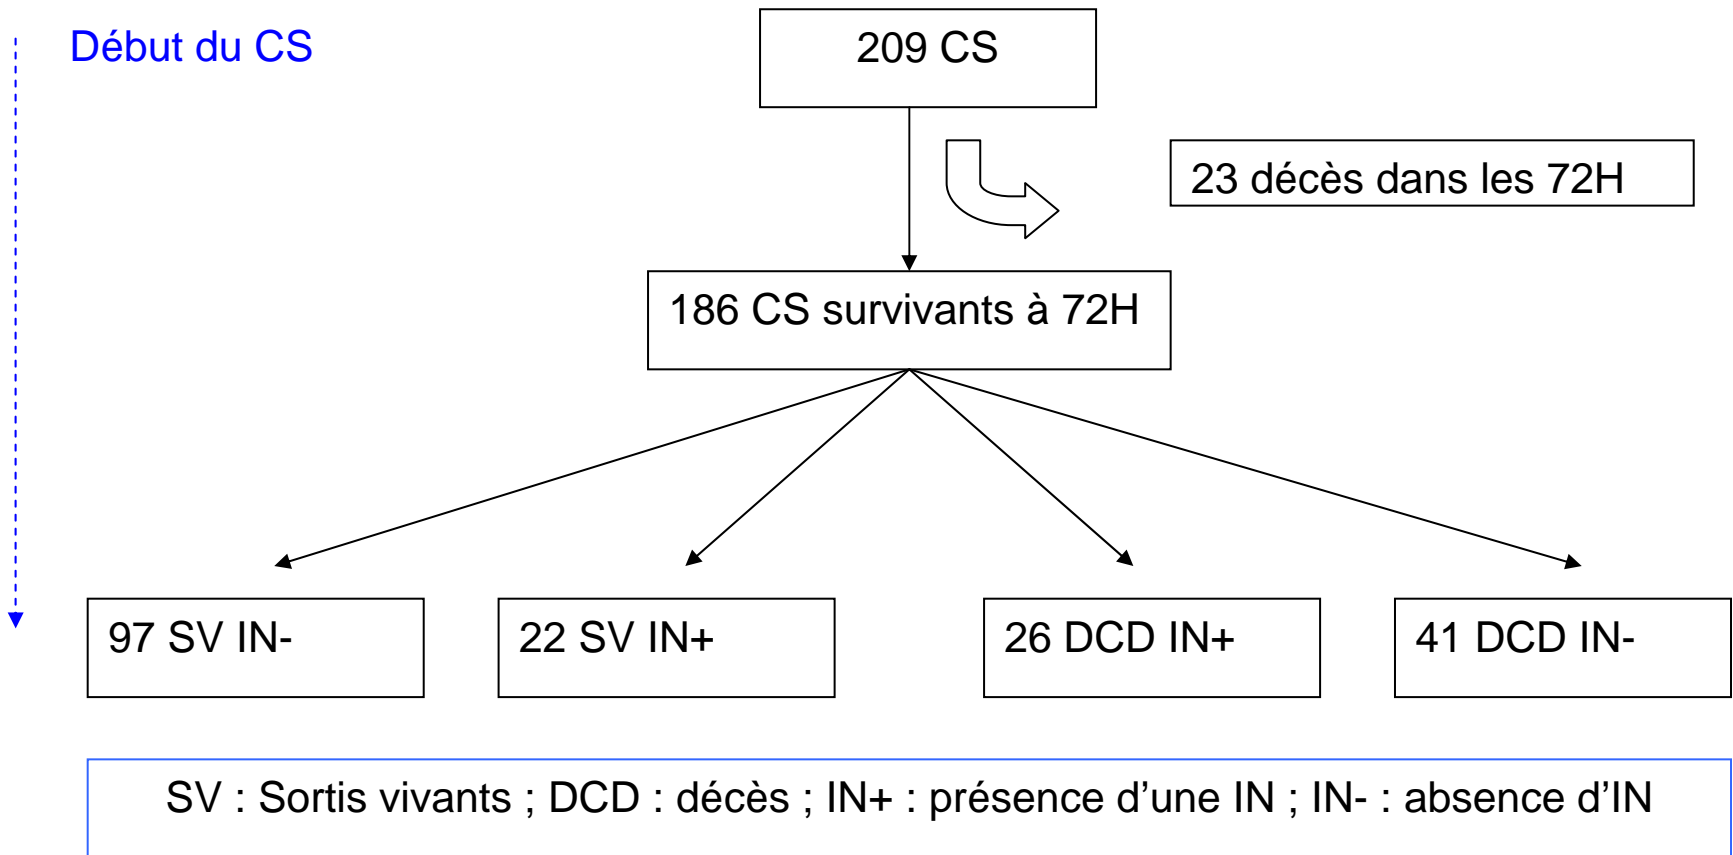 Début du CS
209 CS
23 décès dans les 72H
186 CS survivants à 72H
97 SV IN-
22 SV IN+
26 DCD IN+
41 DCD IN-
SV : Sortis vivants ; DCD : décès ; IN+ : présence d’une IN ; IN- : absence d’IN